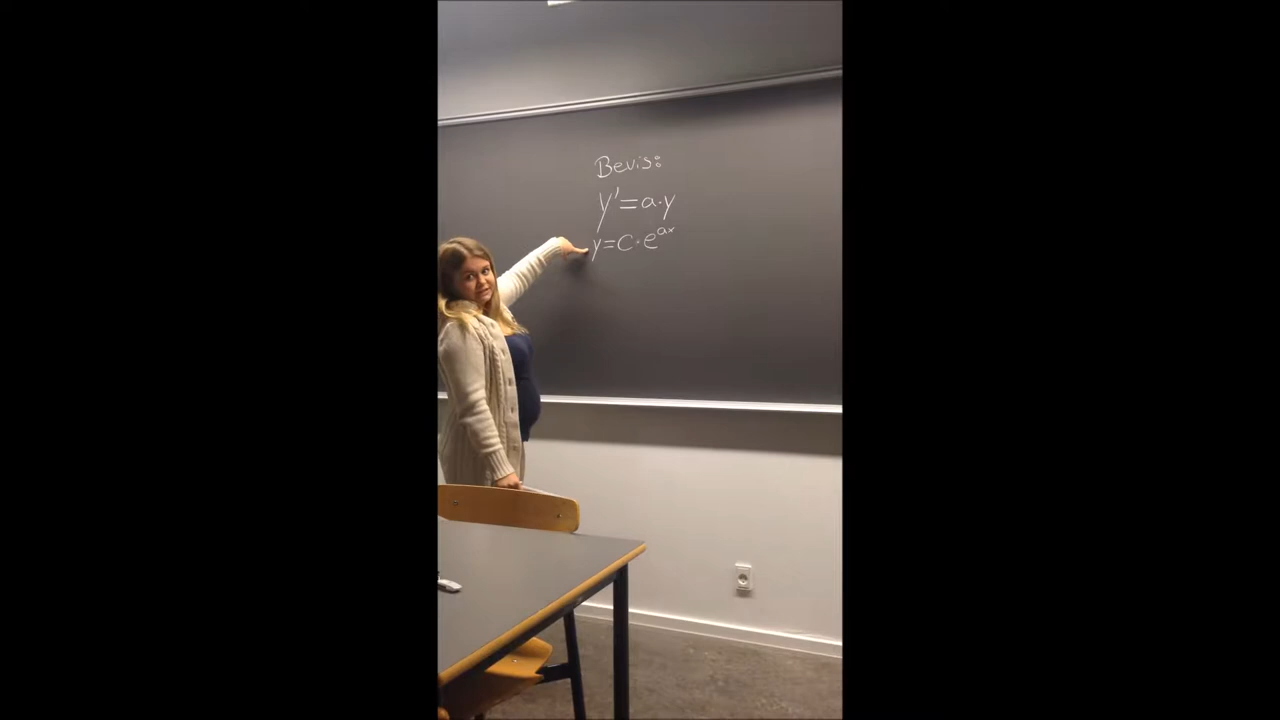 Bevis:
y' = a·y
y = c·e^{ax}